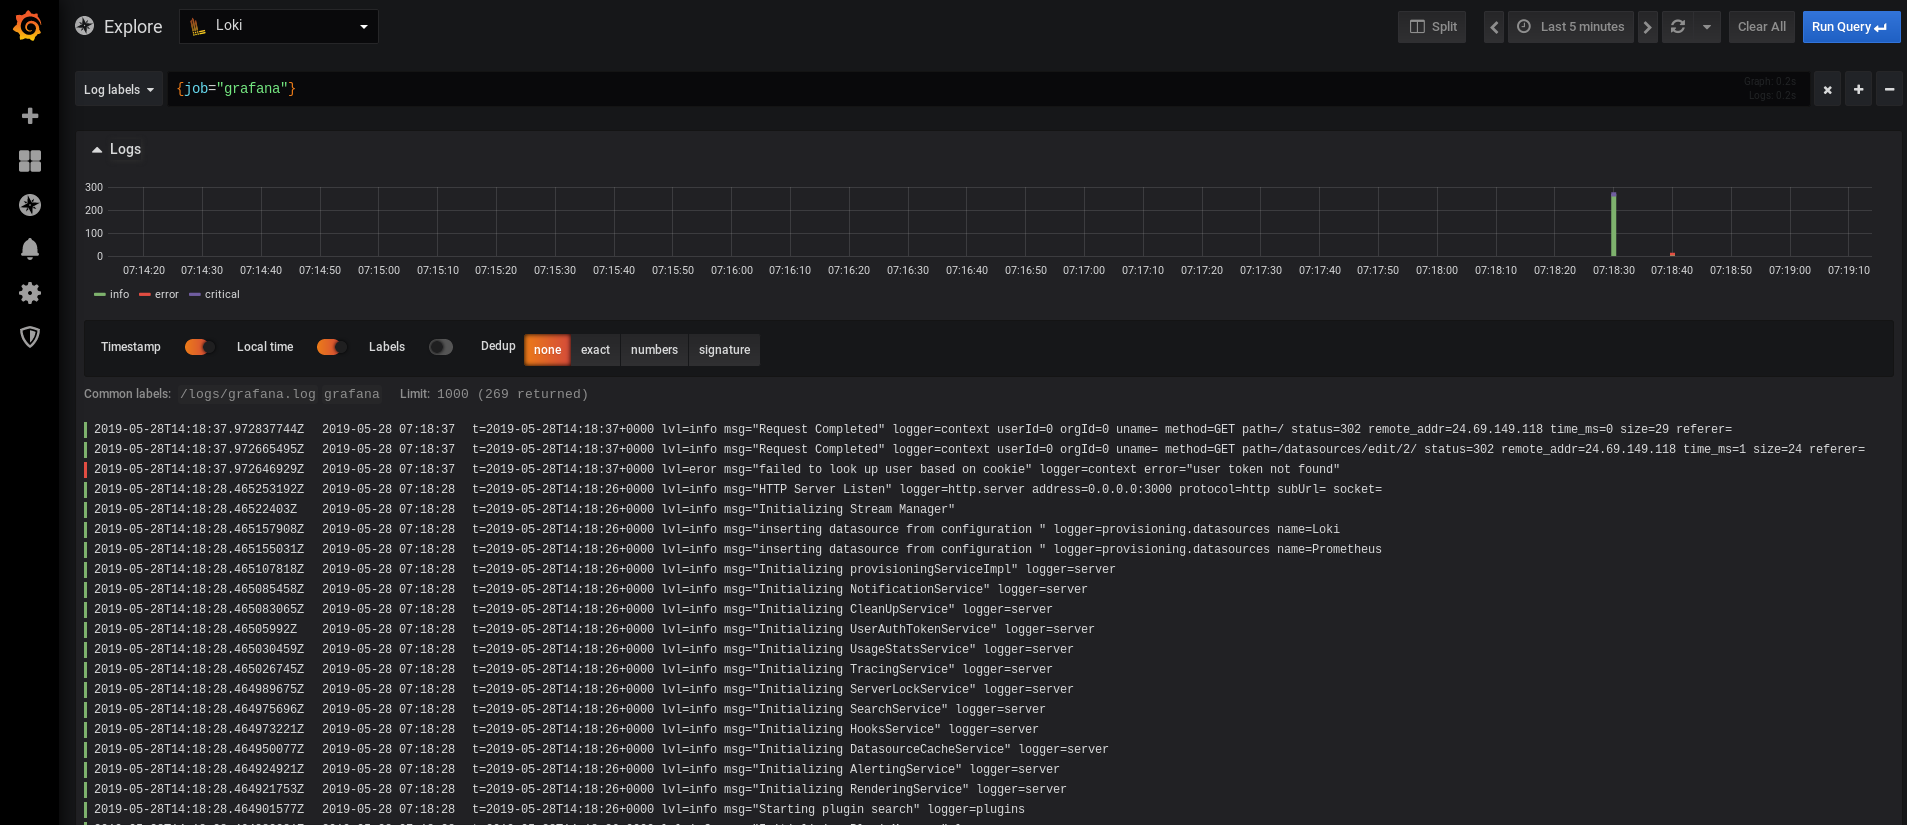 Explore Loki Split Last 5 minutes Clear All Run Query
Log labels {job="grafana"} Graph: 0.2s
Logs: 0.2s
Logs
300
200
100
0
07:14:20 07:14:30 07:14:40 07:14:50 07:15:00 07:15:10 07:15:20 07:15:30 07:15:40 07:15:50 07:16:00 07:16:10 07:16:20 07:16:30 07:16:40 07:16:50 07:17:00 07:17:10 07:17:20 07:17:30 07:17:40 07:17:50 07:18:00 07:18:10 07:18:20 07:18:30 07:18:40 07:18:50 07:19:00 07:19:10
info error critical
Timestamp Local time Labels Dedup none exact numbers signature
Common labels: /logs/grafana.log grafana Limit: 1000 (269 returned)
2019-05-28T14:18:37.972837744Z 2019-05-28 07:18:37 t=2019-05-28T14:18:37+0000 lvl=info msg="Request Completed" logger=context userId=0 orgId=0 uname= method=GET path=/ status=302 remote_addr=24.69.149.118 time_ms=0 size=29 referer=
2019-05-28T14:18:37.972665495Z 2019-05-28 07:18:37 t=2019-05-28T14:18:37+0000 lvl=info msg="Request Completed" logger=context userId=0 orgId=0 uname= method=GET path=/datasources/edit/2/ status=302 remote_addr=24.69.149.118 time_ms=1 size=24 referer=
2019-05-28T14:18:37.972646929Z 2019-05-28 07:18:37 t=2019-05-28T14:18:37+0000 lvl=eror msg="failed to look up user based on cookie" logger=context error="user token not found"
2019-05-28T14:18:28.465253192Z 2019-05-28 07:18:28 t=2019-05-28T14:18:26+0000 lvl=info msg="HTTP Server Listen" logger=http.server address=0.0.0.0:3000 protocol=http subUrl= socket=
2019-05-28T14:18:28.46522403Z 2019-05-28 07:18:28 t=2019-05-28T14:18:26+0000 lvl=info msg="Initializing Stream Manager"
2019-05-28T14:18:28.465157908Z 2019-05-28 07:18:28 t=2019-05-28T14:18:26+0000 lvl=info msg="inserting datasource from configuration " logger=provisioning.datasources name=Loki
2019-05-28T14:18:28.465155031Z 2019-05-28 07:18:28 t=2019-05-28T14:18:26+0000 lvl=info msg="inserting datasource from configuration " logger=provisioning.datasources name=Prometheus
2019-05-28T14:18:28.465107818Z 2019-05-28 07:18:28 t=2019-05-28T14:18:26+0000 lvl=info msg="Initializing provisioningServiceImpl" logger=server
2019-05-28T14:18:28.465085458Z 2019-05-28 07:18:28 t=2019-05-28T14:18:26+0000 lvl=info msg="Initializing NotificationService" logger=server
2019-05-28T14:18:28.465083065Z 2019-05-28 07:18:28 t=2019-05-28T14:18:26+0000 lvl=info msg="Initializing CleanUpService" logger=server
2019-05-28T14:18:28.46505992Z 2019-05-28 07:18:28 t=2019-05-28T14:18:26+0000 lvl=info msg="Initializing UserAuthTokenService" logger=server
2019-05-28T14:18:28.465030459Z 2019-05-28 07:18:28 t=2019-05-28T14:18:26+0000 lvl=info msg="Initializing UsageStatsService" logger=server
2019-05-28T14:18:28.465026745Z 2019-05-28 07:18:28 t=2019-05-28T14:18:26+0000 lvl=info msg="Initializing TracingService" logger=server
2019-05-28T14:18:28.464989675Z 2019-05-28 07:18:28 t=2019-05-28T14:18:26+0000 lvl=info msg="Initializing ServerLockService" logger=server
2019-05-28T14:18:28.464975696Z 2019-05-28 07:18:28 t=2019-05-28T14:18:26+0000 lvl=info msg="Initializing SearchService" logger=server
2019-05-28T14:18:28.464973221Z 2019-05-28 07:18:28 t=2019-05-28T14:18:26+0000 lvl=info msg="Initializing HooksService" logger=server
2019-05-28T14:18:28.464950077Z 2019-05-28 07:18:28 t=2019-05-28T14:18:26+0000 lvl=info msg="Initializing DatasourceCacheService" logger=server
2019-05-28T14:18:28.464924921Z 2019-05-28 07:18:28 t=2019-05-28T14:18:26+0000 lvl=info msg="Initializing AlertingService" logger=server
2019-05-28T14:18:28.464921753Z 2019-05-28 07:18:28 t=2019-05-28T14:18:26+0000 lvl=info msg="Initializing RenderingService" logger=server
2019-05-28T14:18:28.464901577Z 2019-05-28 07:18:28 t=2019-05-28T14:18:26+0000 lvl=info msg="Starting plugin search" logger=plugins